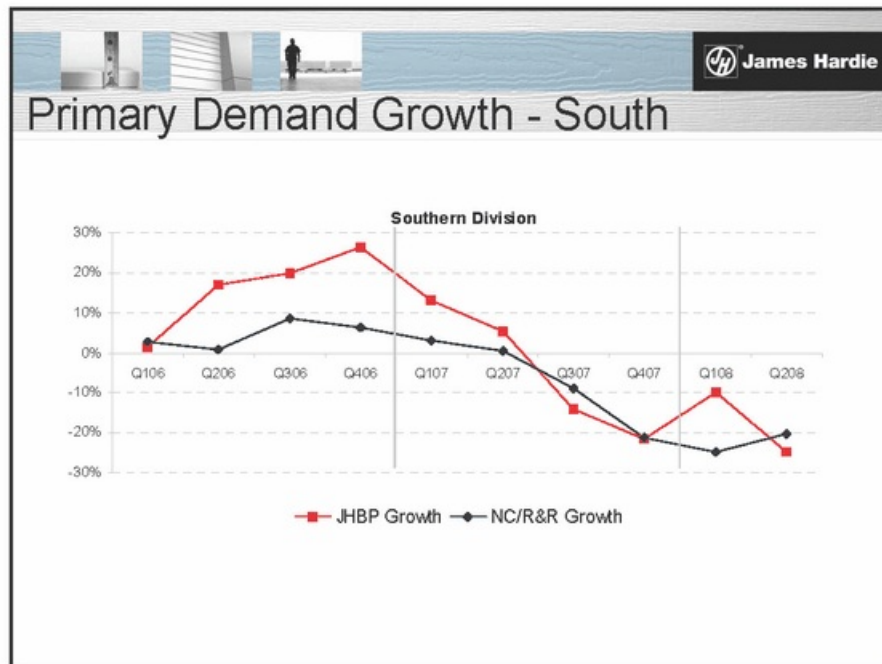 James Hardie
Primary Demand Growth - South
Southern Division
30%
20%
10%
0%
-10%
-20%
-30%
Q106 Q206 Q306 Q406 Q107 Q207 Q307 Q407 Q108 Q208
JHBP Growth NC/R&R Growth